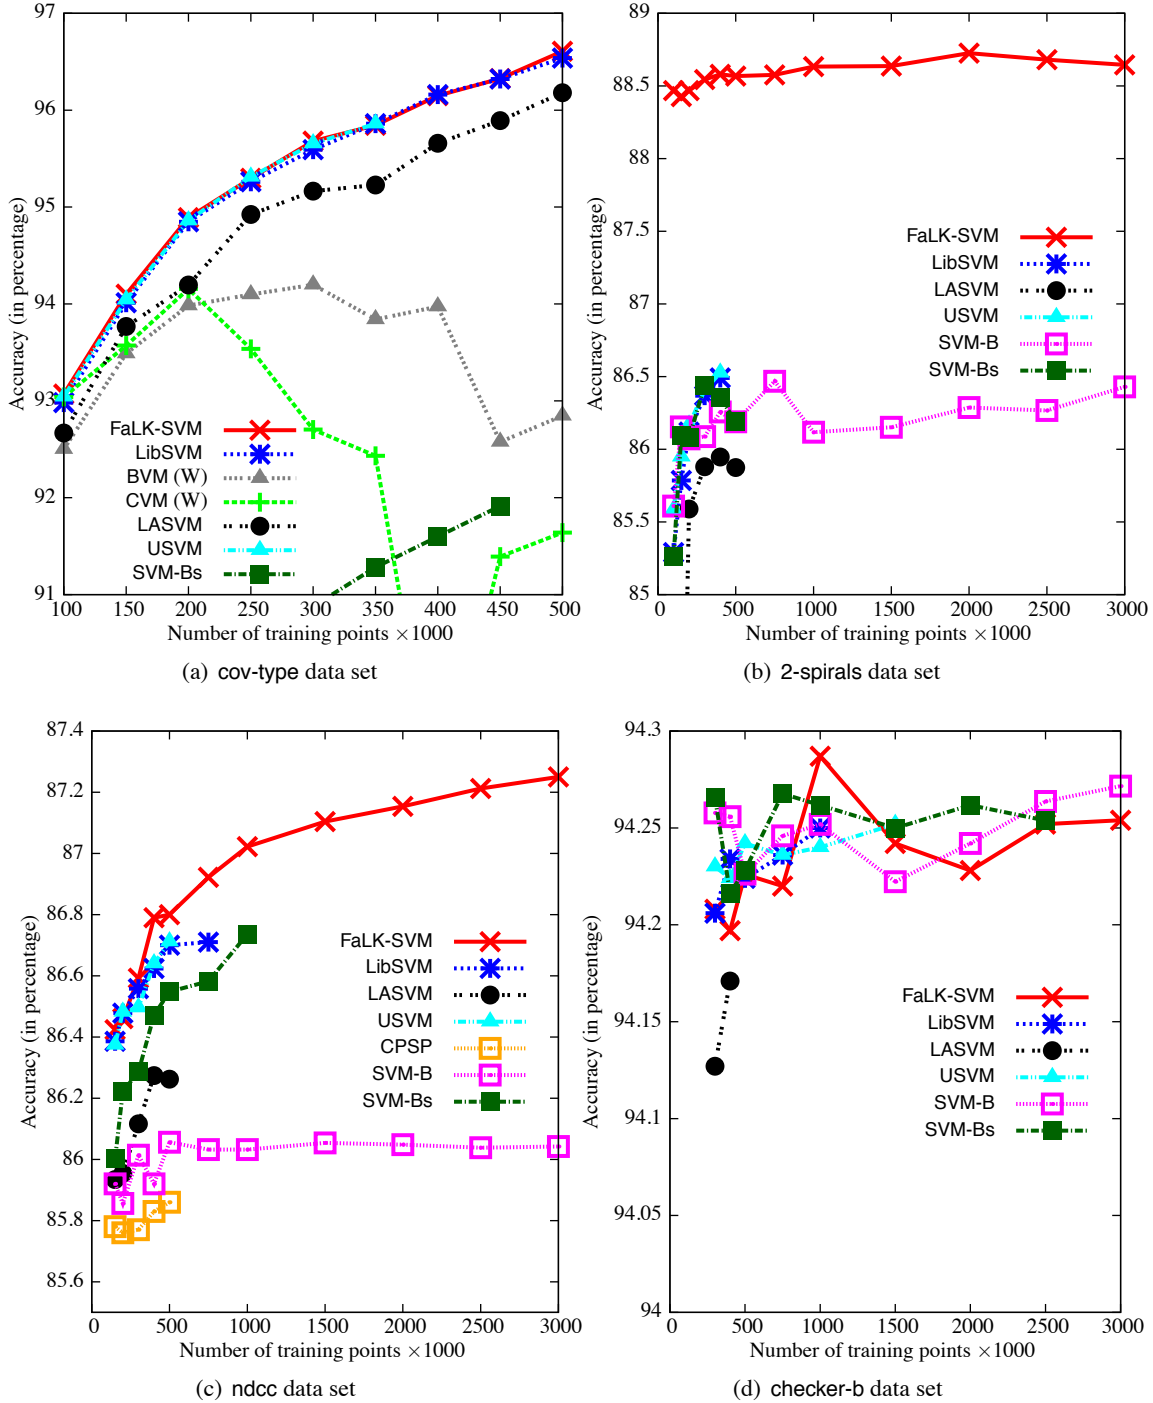 97
96
95
94
93
92
91
100 150 200 250 300 350 400 450 500
Accuracy (in percentage)
Number of training points ×1000
FaLK-SVM
LibSVM
BVM (W)
CVM (W)
LASVM
USVM
SVM-Bs
(a) cov-type data set
89
88.5
88
87.5
87
86.5
86
85.5
85
0 500 1000 1500 2000 2500 3000
Accuracy (in percentage)
Number of training points ×1000
FaLK-SVM
LibSVM
LASVM
USVM
SVM-B
SVM-Bs
(b) 2-spirals data set
87.4
87.2
87
86.8
86.6
86.4
86.2
86
85.8
85.6
0 500 1000 1500 2000 2500 3000
Accuracy (in percentage)
Number of training points ×1000
FaLK-SVM
LibSVM
LASVM
USVM
CPSP
SVM-B
SVM-Bs
(c) ndcc data set
94.3
94.25
94.2
94.15
94.1
94.05
94
0 500 1000 1500 2000 2500 3000
Accuracy (in percentage)
Number of training points ×1000
FaLK-SVM
LibSVM
LASVM
USVM
SVM-B
SVM-Bs
(d) checker-b data set